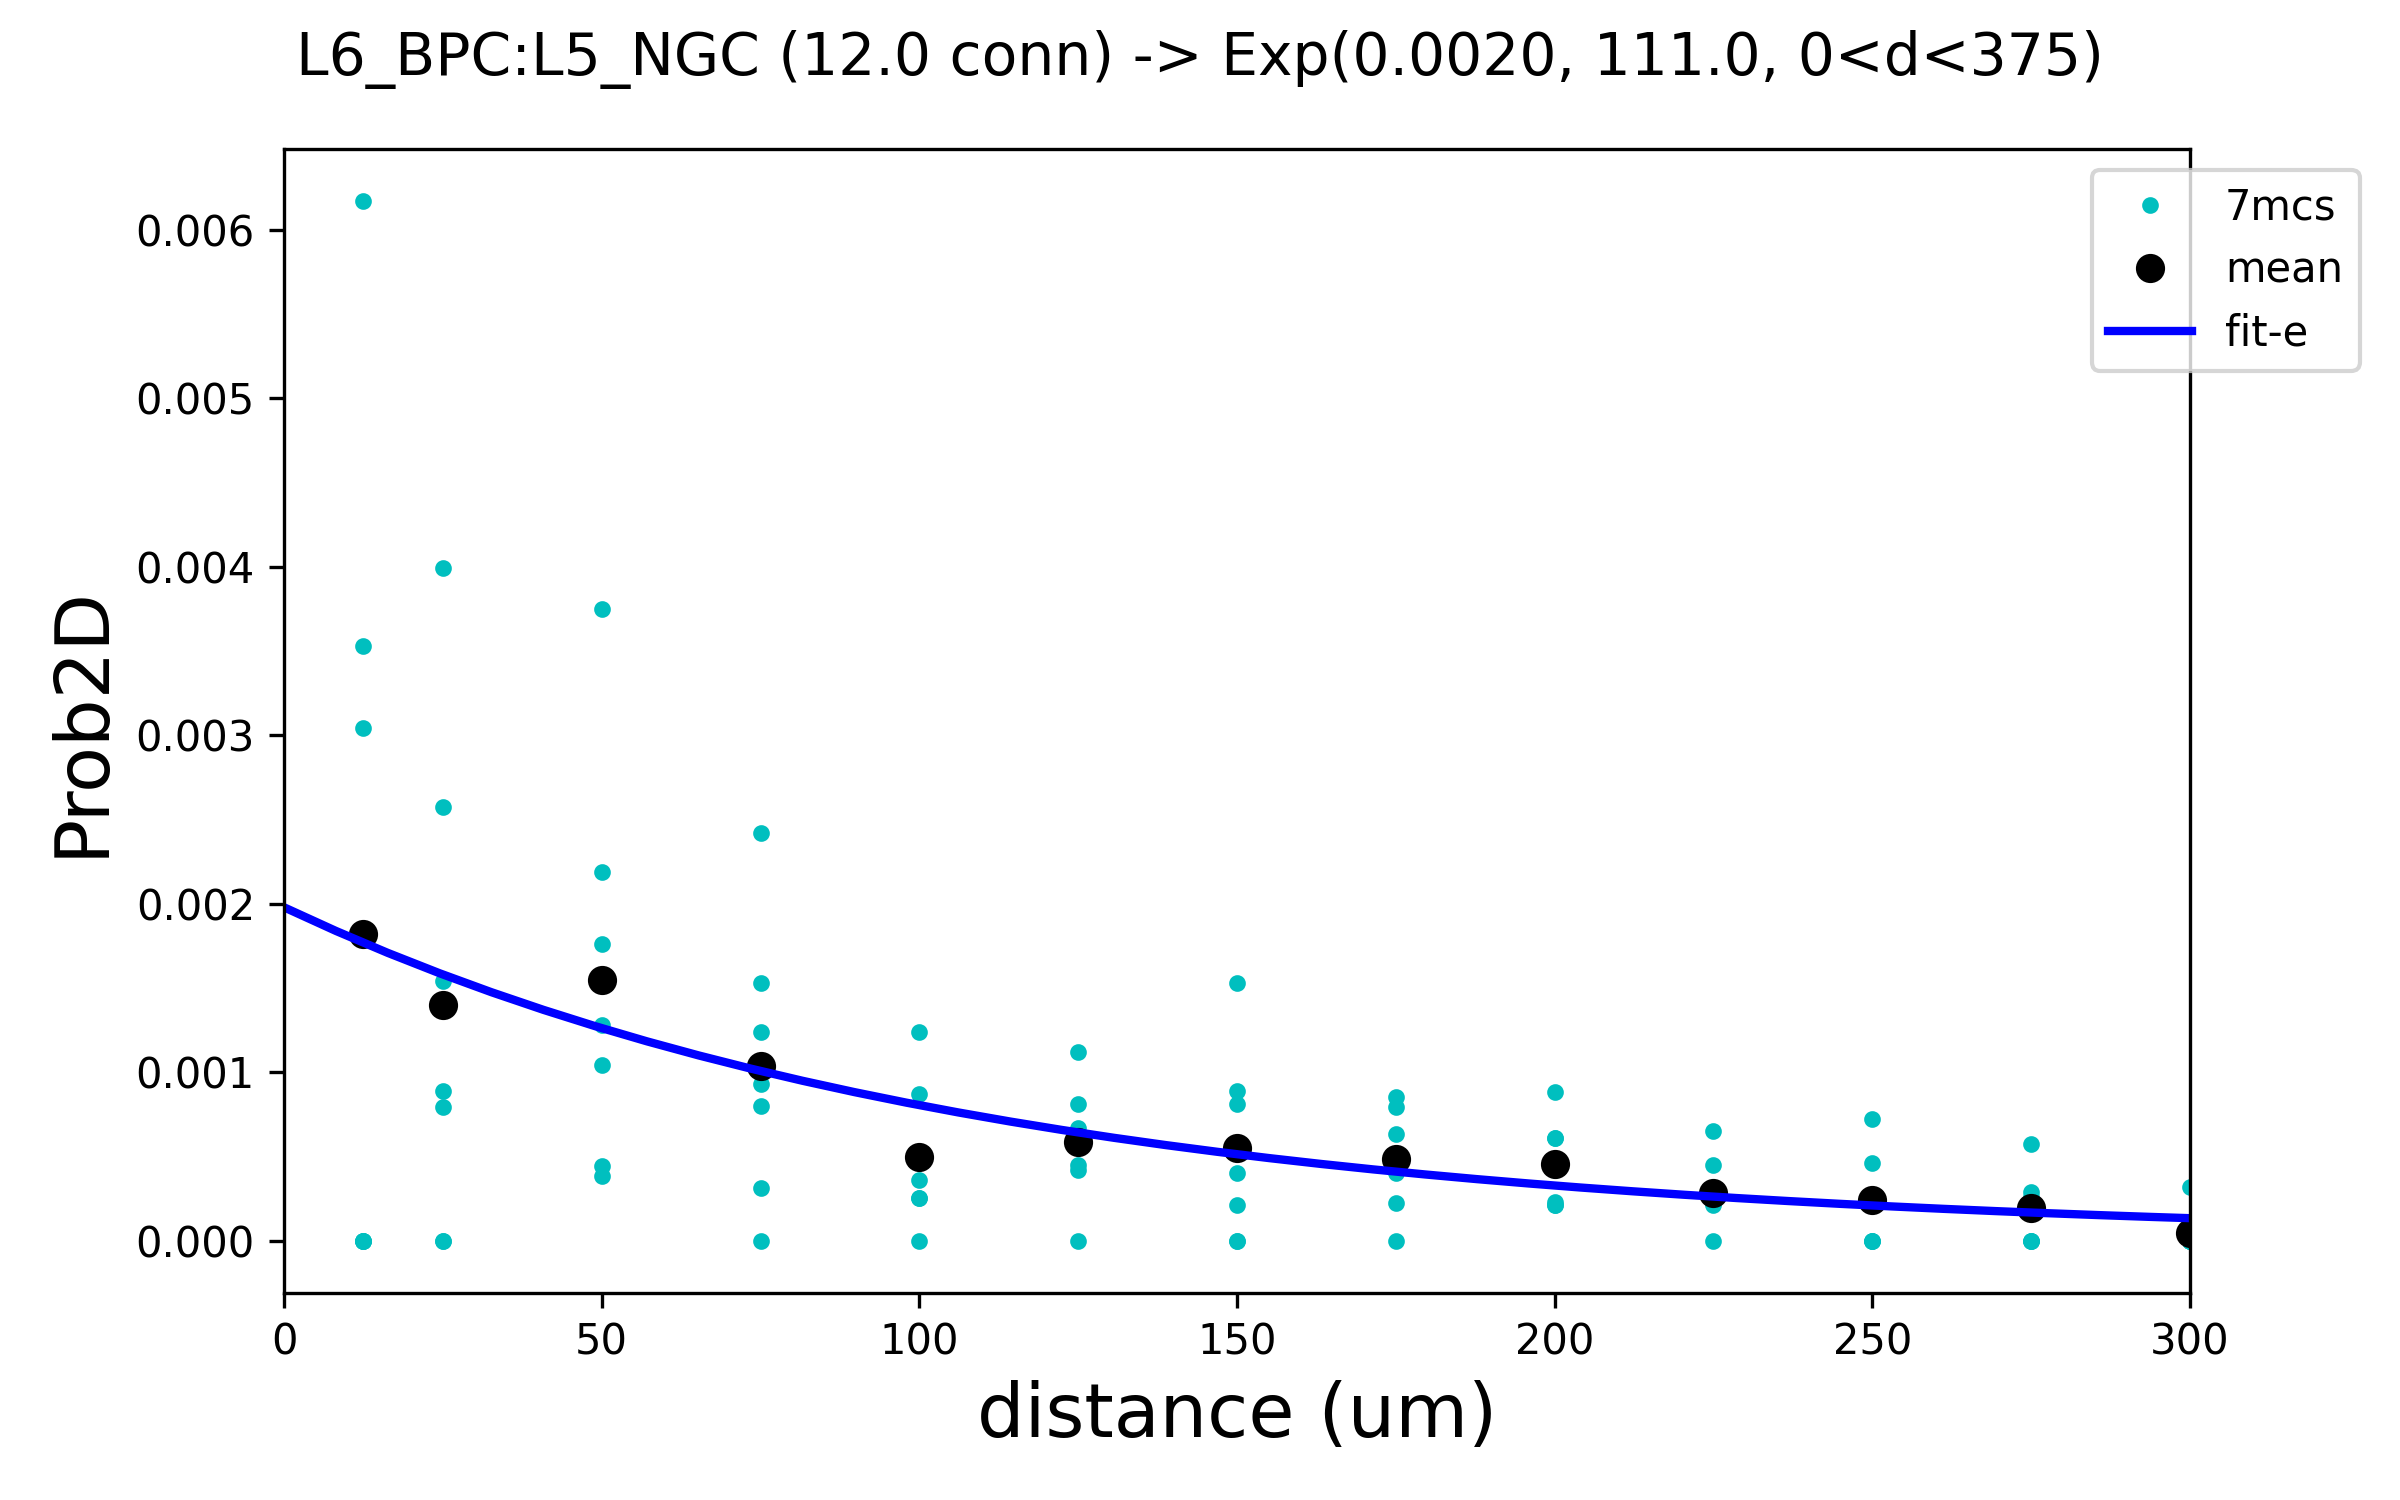 L6_BPC:L5_NGC (12.0 conn) -> Exp(0.0020, 111.0, 0<d<375)
7mcs
mean
fit-e
Prob2D
0.006
0.005
0.004
0.003
0.002
0.001
0.000
0 50 100 150 200 250 300
distance (um)